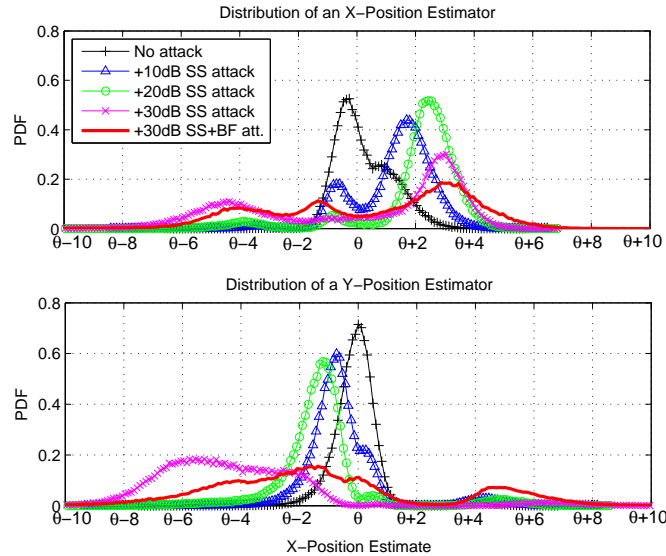 Distribution of an X−Position Estimator
0.8
0.6
0.4
0.2
0
PDF
No attack
+10dB SS attack
+20dB SS attack
+30dB SS attack
+30dB SS+BF att.
θ−10 θ−8 θ−6 θ−4 θ−2 θ θ+2 θ+4 θ+6 θ+8 θ+10
Distribution of a Y−Position Estimator
0.8
0.6
0.4
0.2
0
PDF
θ−10 θ−8 θ−6 θ−4 θ−2 θ θ+2 θ+4 θ+6 θ+8 θ+10
X−Position Estimate